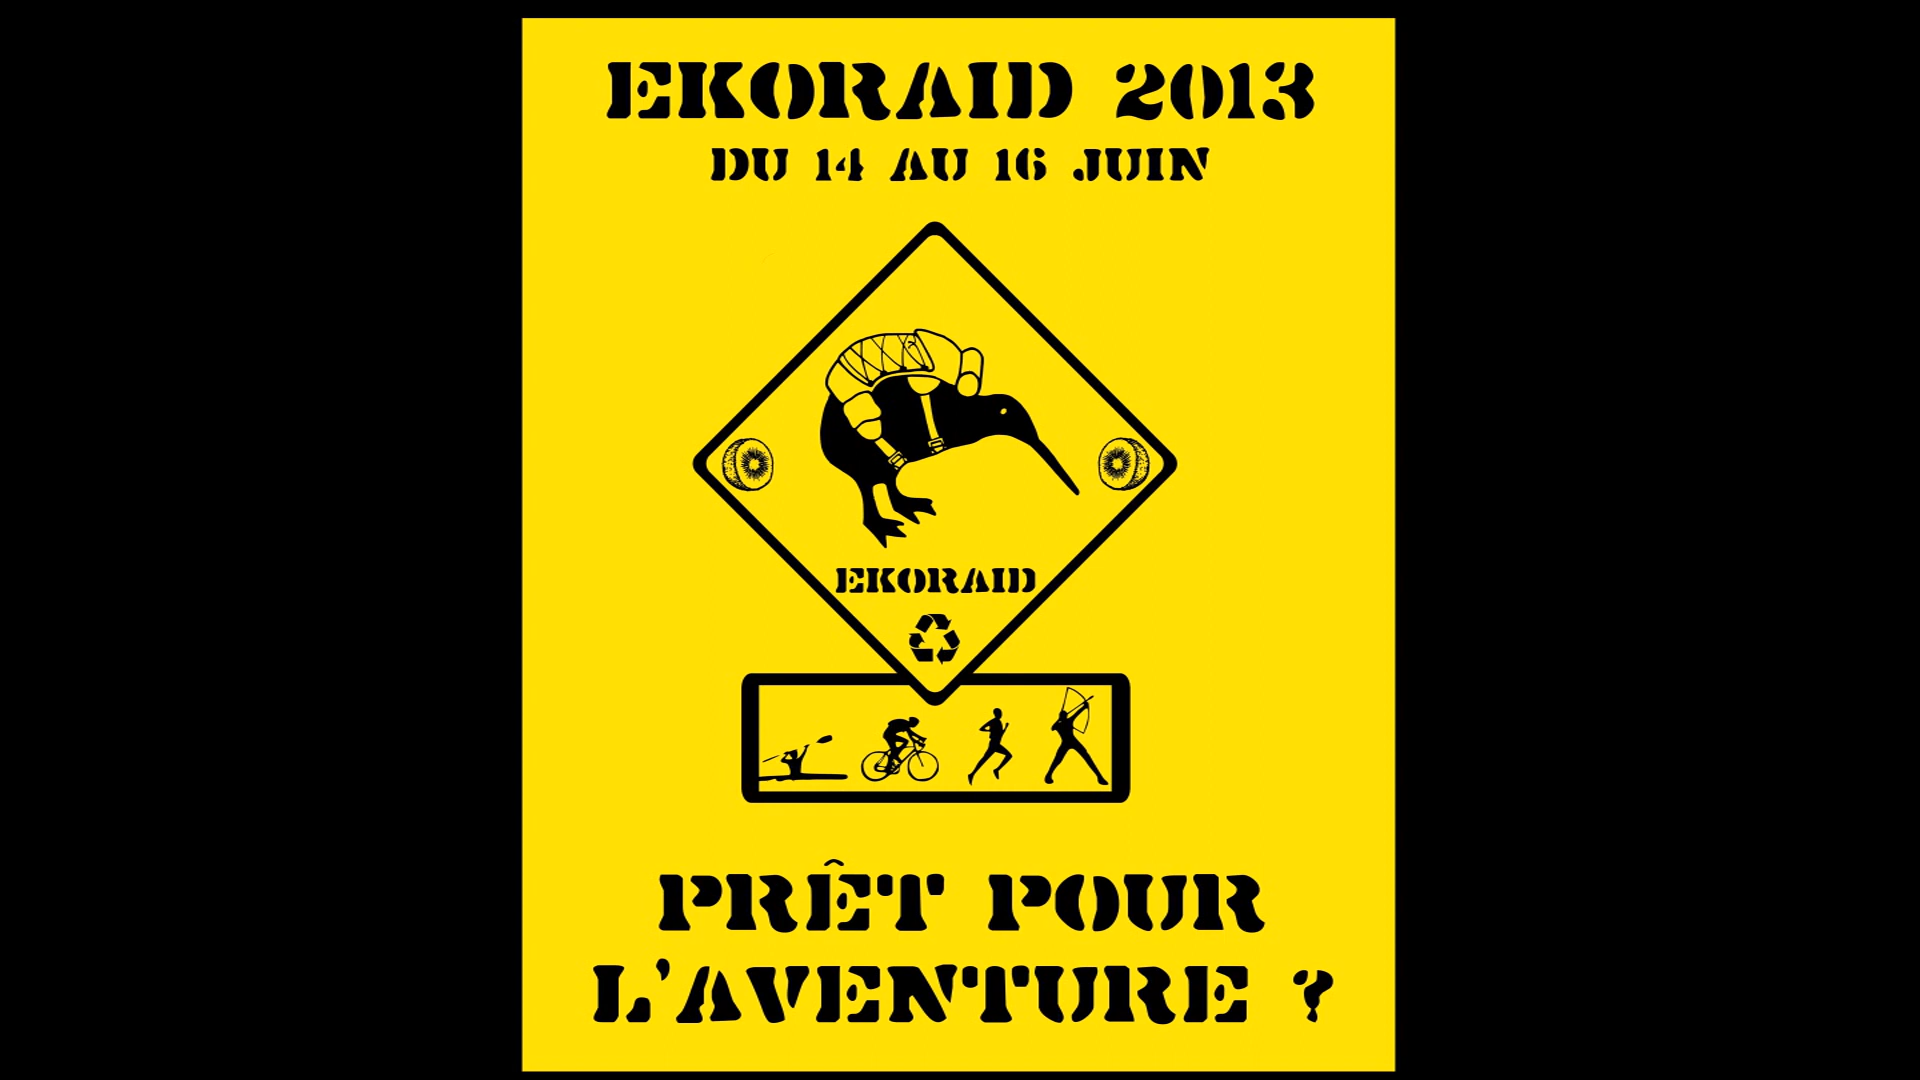 EKORAID 2013
DU 14 AU 16 JUIN
EKORAID
PRÊT POUR
L'AVENTURE ?